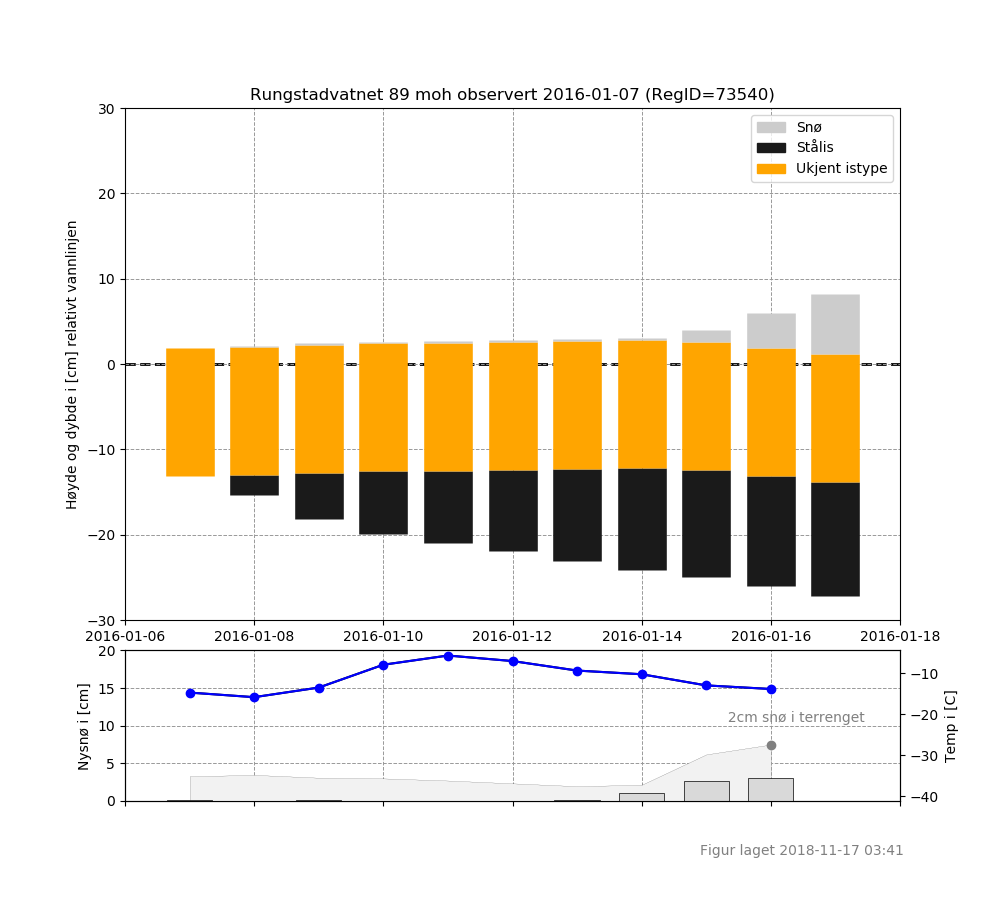 Rungstadvatnet 89 moh observert 2016-01-07 (RegID=73540)
Snø
Stålis
Ukjent istype
Høyde og dybde i [cm] relativt vannlinjen
30
20
10
0
−10
−20
−30
2016-01-06 2016-01-08 2016-01-10 2016-01-12 2016-01-14 2016-01-16 2016-01-18
Nysnø i [cm]
20
15
10
5
0
2cm snø i terrenget
−10
−20
−30
−40
Temp i [C]
Figur laget 2018-11-17 03:41